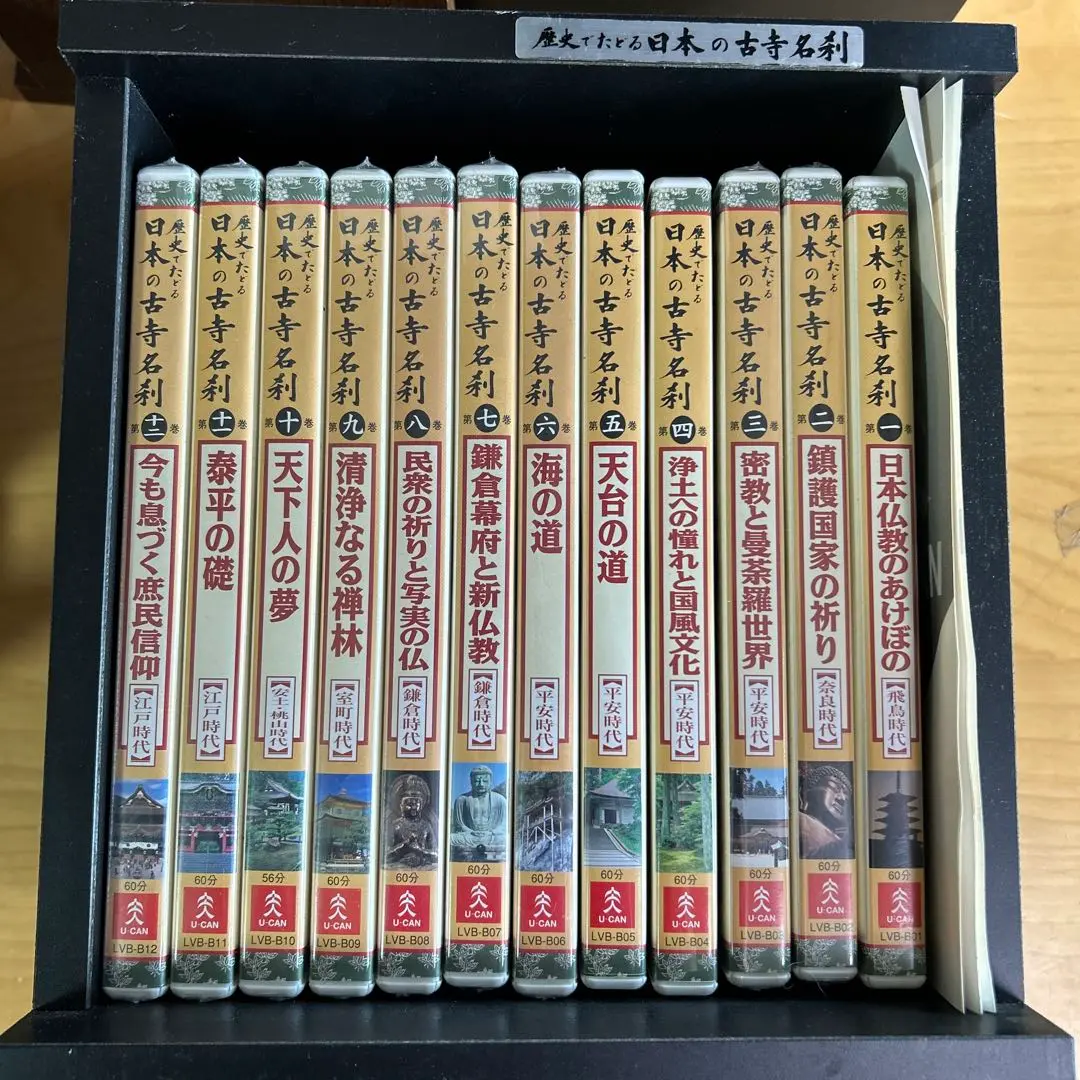 歴史でたどる日本の古寺名刹
歴史でたどる
日本の古寺名刹
第十二巻
今も息づく庶民信仰
【江戸時代】
60分
U·CAN
LVB-B12
歴史でたどる
日本の古寺名刹
第十一巻
泰平の礎
【江戸時代】
60分
U·CAN
LVB-B11
歴史でたどる
日本の古寺名刹
第十巻
天下人の夢
【安土・桃山時代】
56分
U·CAN
LVB-B10
歴史でたどる
日本の古寺名刹
第九巻
清浄なる禅林
【室町時代】
60分
U·CAN
LVB-B09
歴史でたどる
日本の古寺名刹
第八巻
民衆の祈りと写実の仏
【鎌倉時代】
60分
U·CAN
LVB-B08
歴史でたどる
日本の古寺名刹
第七巻
鎌倉幕府と新仏教
【鎌倉時代】
60分
U·CAN
LVB-B07
歴史でたどる
日本の古寺名刹
第六巻
海の道
【平安時代】
60分
U·CAN
LVB-B06
歴史でたどる
日本の古寺名刹
第五巻
天台の道
【平安時代】
60分
U·CAN
LVB-B05
歴史でたどる
日本の古寺名刹
第四巻
浄土への憧れと国風文化
【平安時代】
60分
U·CAN
LVB-B04
歴史でたどる
日本の古寺名刹
第三巻
密教と曼荼羅世界
【平安時代】
60分
U·CAN
LVB-B03
歴史でたどる
日本の古寺名刹
第二巻
鎮護国家の祈り
【奈良時代】
60分
U·CAN
LVB-B02
歴史でたどる
日本の古寺名刹
第一巻
日本仏教のあけぼの
【飛鳥時代】
60分
U·CAN
LVB-B01